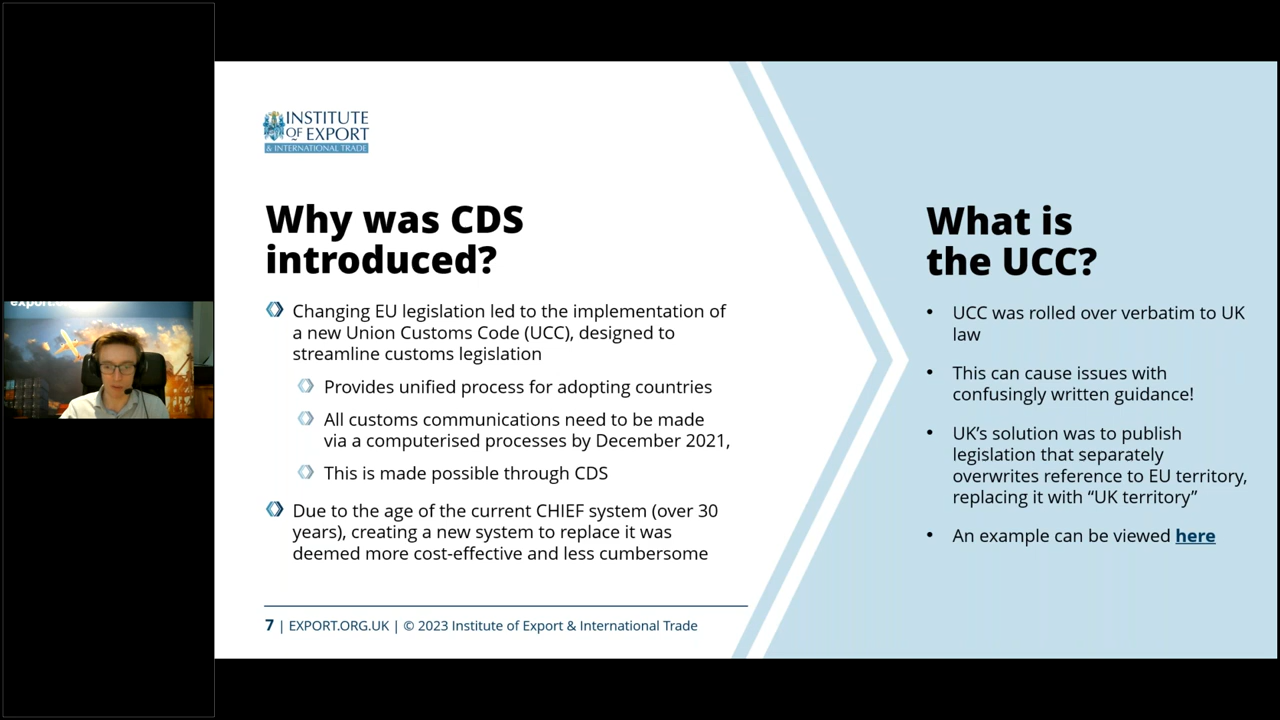 INSTITUTE
OF EXPORT
& INTERNATIONAL TRADE
Why was CDS
introduced?
Changing EU legislation led to the implementation of
a new Union Customs Code (UCC), designed to
streamline customs legislation
Provides unified process for adopting countries
All customs communications need to be made
via a computerised processes by December 2021,
This is made possible through CDS
Due to the age of the current CHIEF system (over 30
years), creating a new system to replace it was
deemed more cost-effective and less cumbersome
7 | EXPORT.ORG.UK | © 2023 Institute of Export & International Trade
What is
the UCC?
• UCC was rolled over verbatim to UK
law
• This can cause issues with
confusingly written guidance!
• UK’s solution was to publish
legislation that separately
overwrites reference to EU territory,
replacing it with “UK territory”
• An example can be viewed here